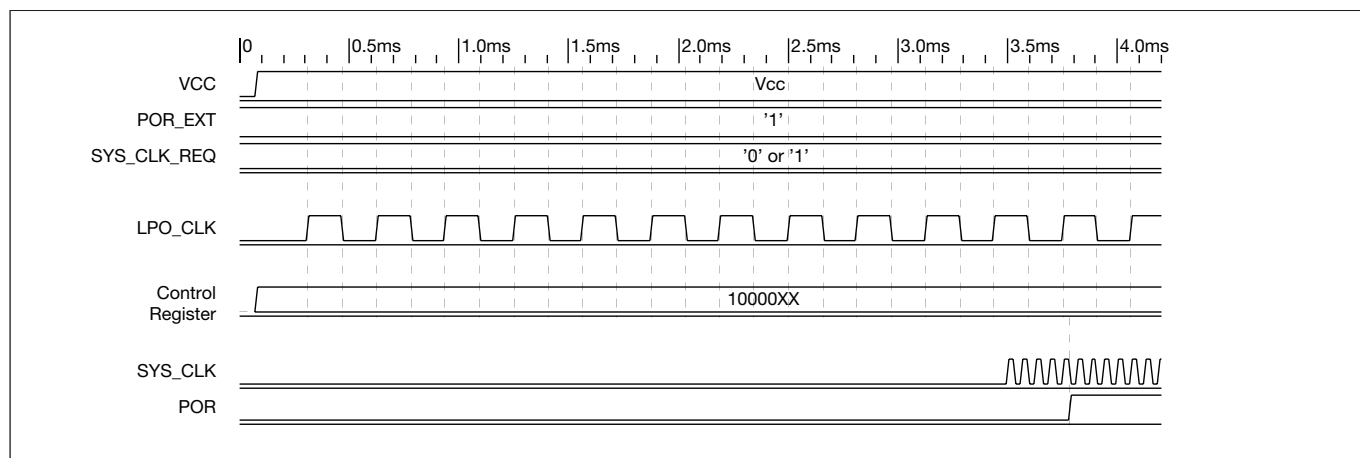 0 0.5ms 1.0ms 1.5ms 2.0ms 2.5ms 3.0ms 3.5ms 4.0ms
VCC Vcc
POR_EXT '1'
SYS_CLK_REQ '0' or '1'
LPO_CLK
Control
Register 10000XX
SYS_CLK
POR